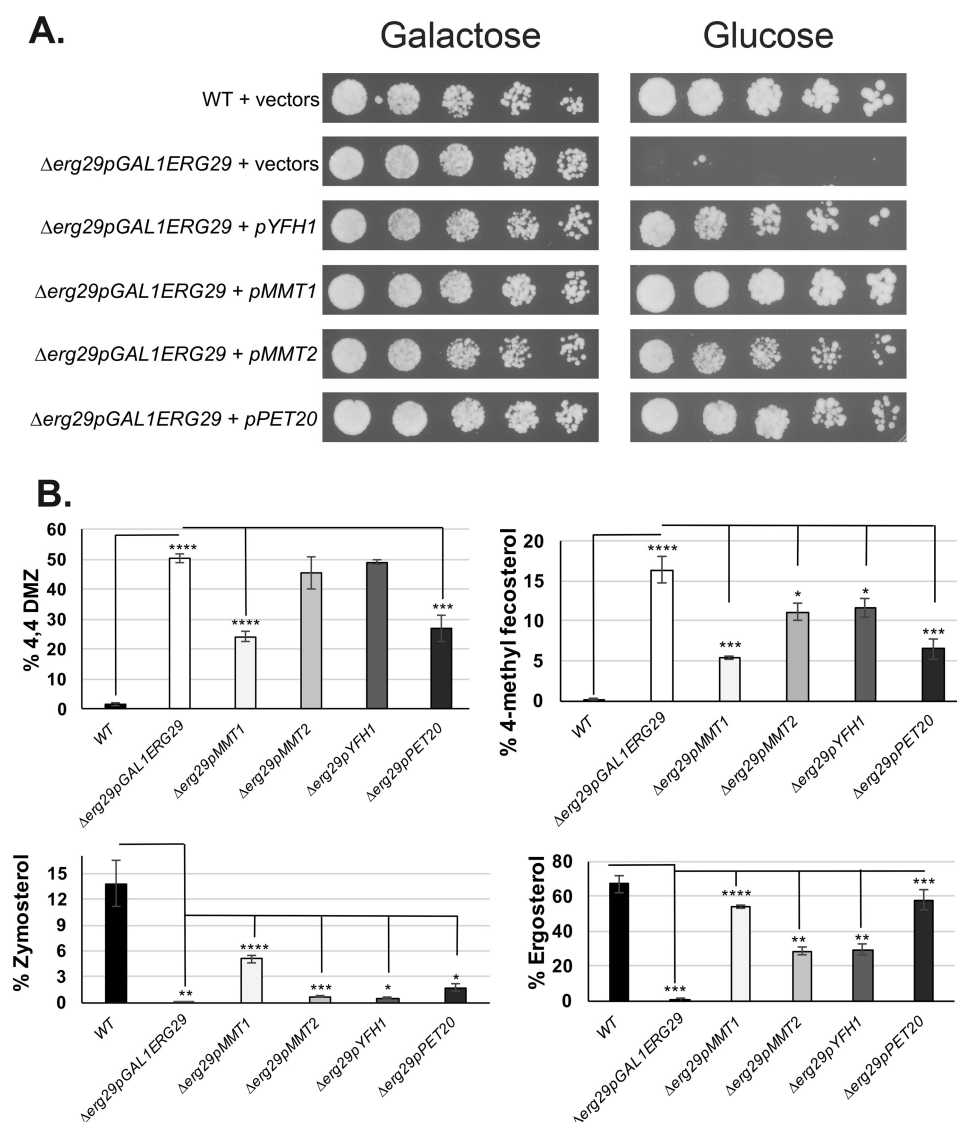 A.
Galactose Glucose
WT + vectors
Δerg29pGAL1ERG29 + vectors
Δerg29pGAL1ERG29 + pYFH1
Δerg29pGAL1ERG29 + pMMT1
Δerg29pGAL1ERG29 + pMMT2
Δerg29pGAL1ERG29 + pPET20
B.
% 4,4 DMZ
60
50
40
30
20
10
0
****
****
***
WT
Δerg29pGAL1ERG29
Δerg29pMMT1
Δerg29pMMT2
Δerg29pYFH1
Δerg29pPET20
% 4-methyl fecosterol
20
15
10
5
0
****
***
*
*
***
WT
Δerg29pGAL1ERG29
Δerg29pMMT1
Δerg29pMMT2
Δerg29pYFH1
Δerg29pPET20
% Zymosterol
15
12
9
6
3
0
**
****
***
*
*
WT
Δerg29pGAL1ERG29
Δerg29pMMT1
Δerg29pMMT2
Δerg29pYFH1
Δerg29pPET20
% Ergosterol
80
60
40
20
0
***
****
**
**
***
WT
Δerg29pGAL1ERG29
Δerg29pMMT1
Δerg29pMMT2
Δerg29pYFH1
Δerg29pPET20